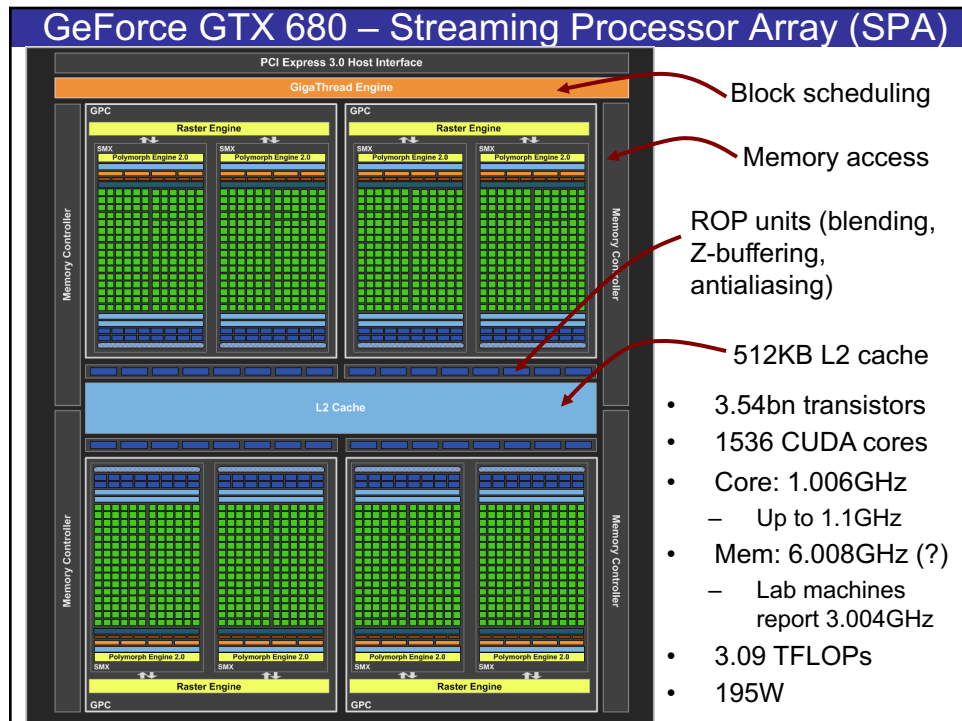 GeForce GTX 680 – Streaming Processor Array (SPA)
PCI Express 3.0 Host Interface
GigaThread Engine
GPC
GPC
Raster Engine
Raster Engine
SMX
SMX
SMX
SMX
Polymorph Engine 2.0
Polymorph Engine 2.0
Polymorph Engine 2.0
Polymorph Engine 2.0
Memory Controller
Memory Controller
L2 Cache
Memory Controller
Memory Controller
Polymorph Engine 2.0
Polymorph Engine 2.0
Polymorph Engine 2.0
Polymorph Engine 2.0
SMX
SMX
SMX
SMX
Raster Engine
Raster Engine
GPC
GPC
Block scheduling
Memory access
ROP units (blending,
Z-buffering,
antialiasing)
512KB L2 cache
• 3.54bn transistors
• 1536 CUDA cores
• Core: 1.006GHz
– Up to 1.1GHz
• Mem: 6.008GHz (?)
– Lab machines
report 3.004GHz
• 3.09 TFLOPs
• 195W